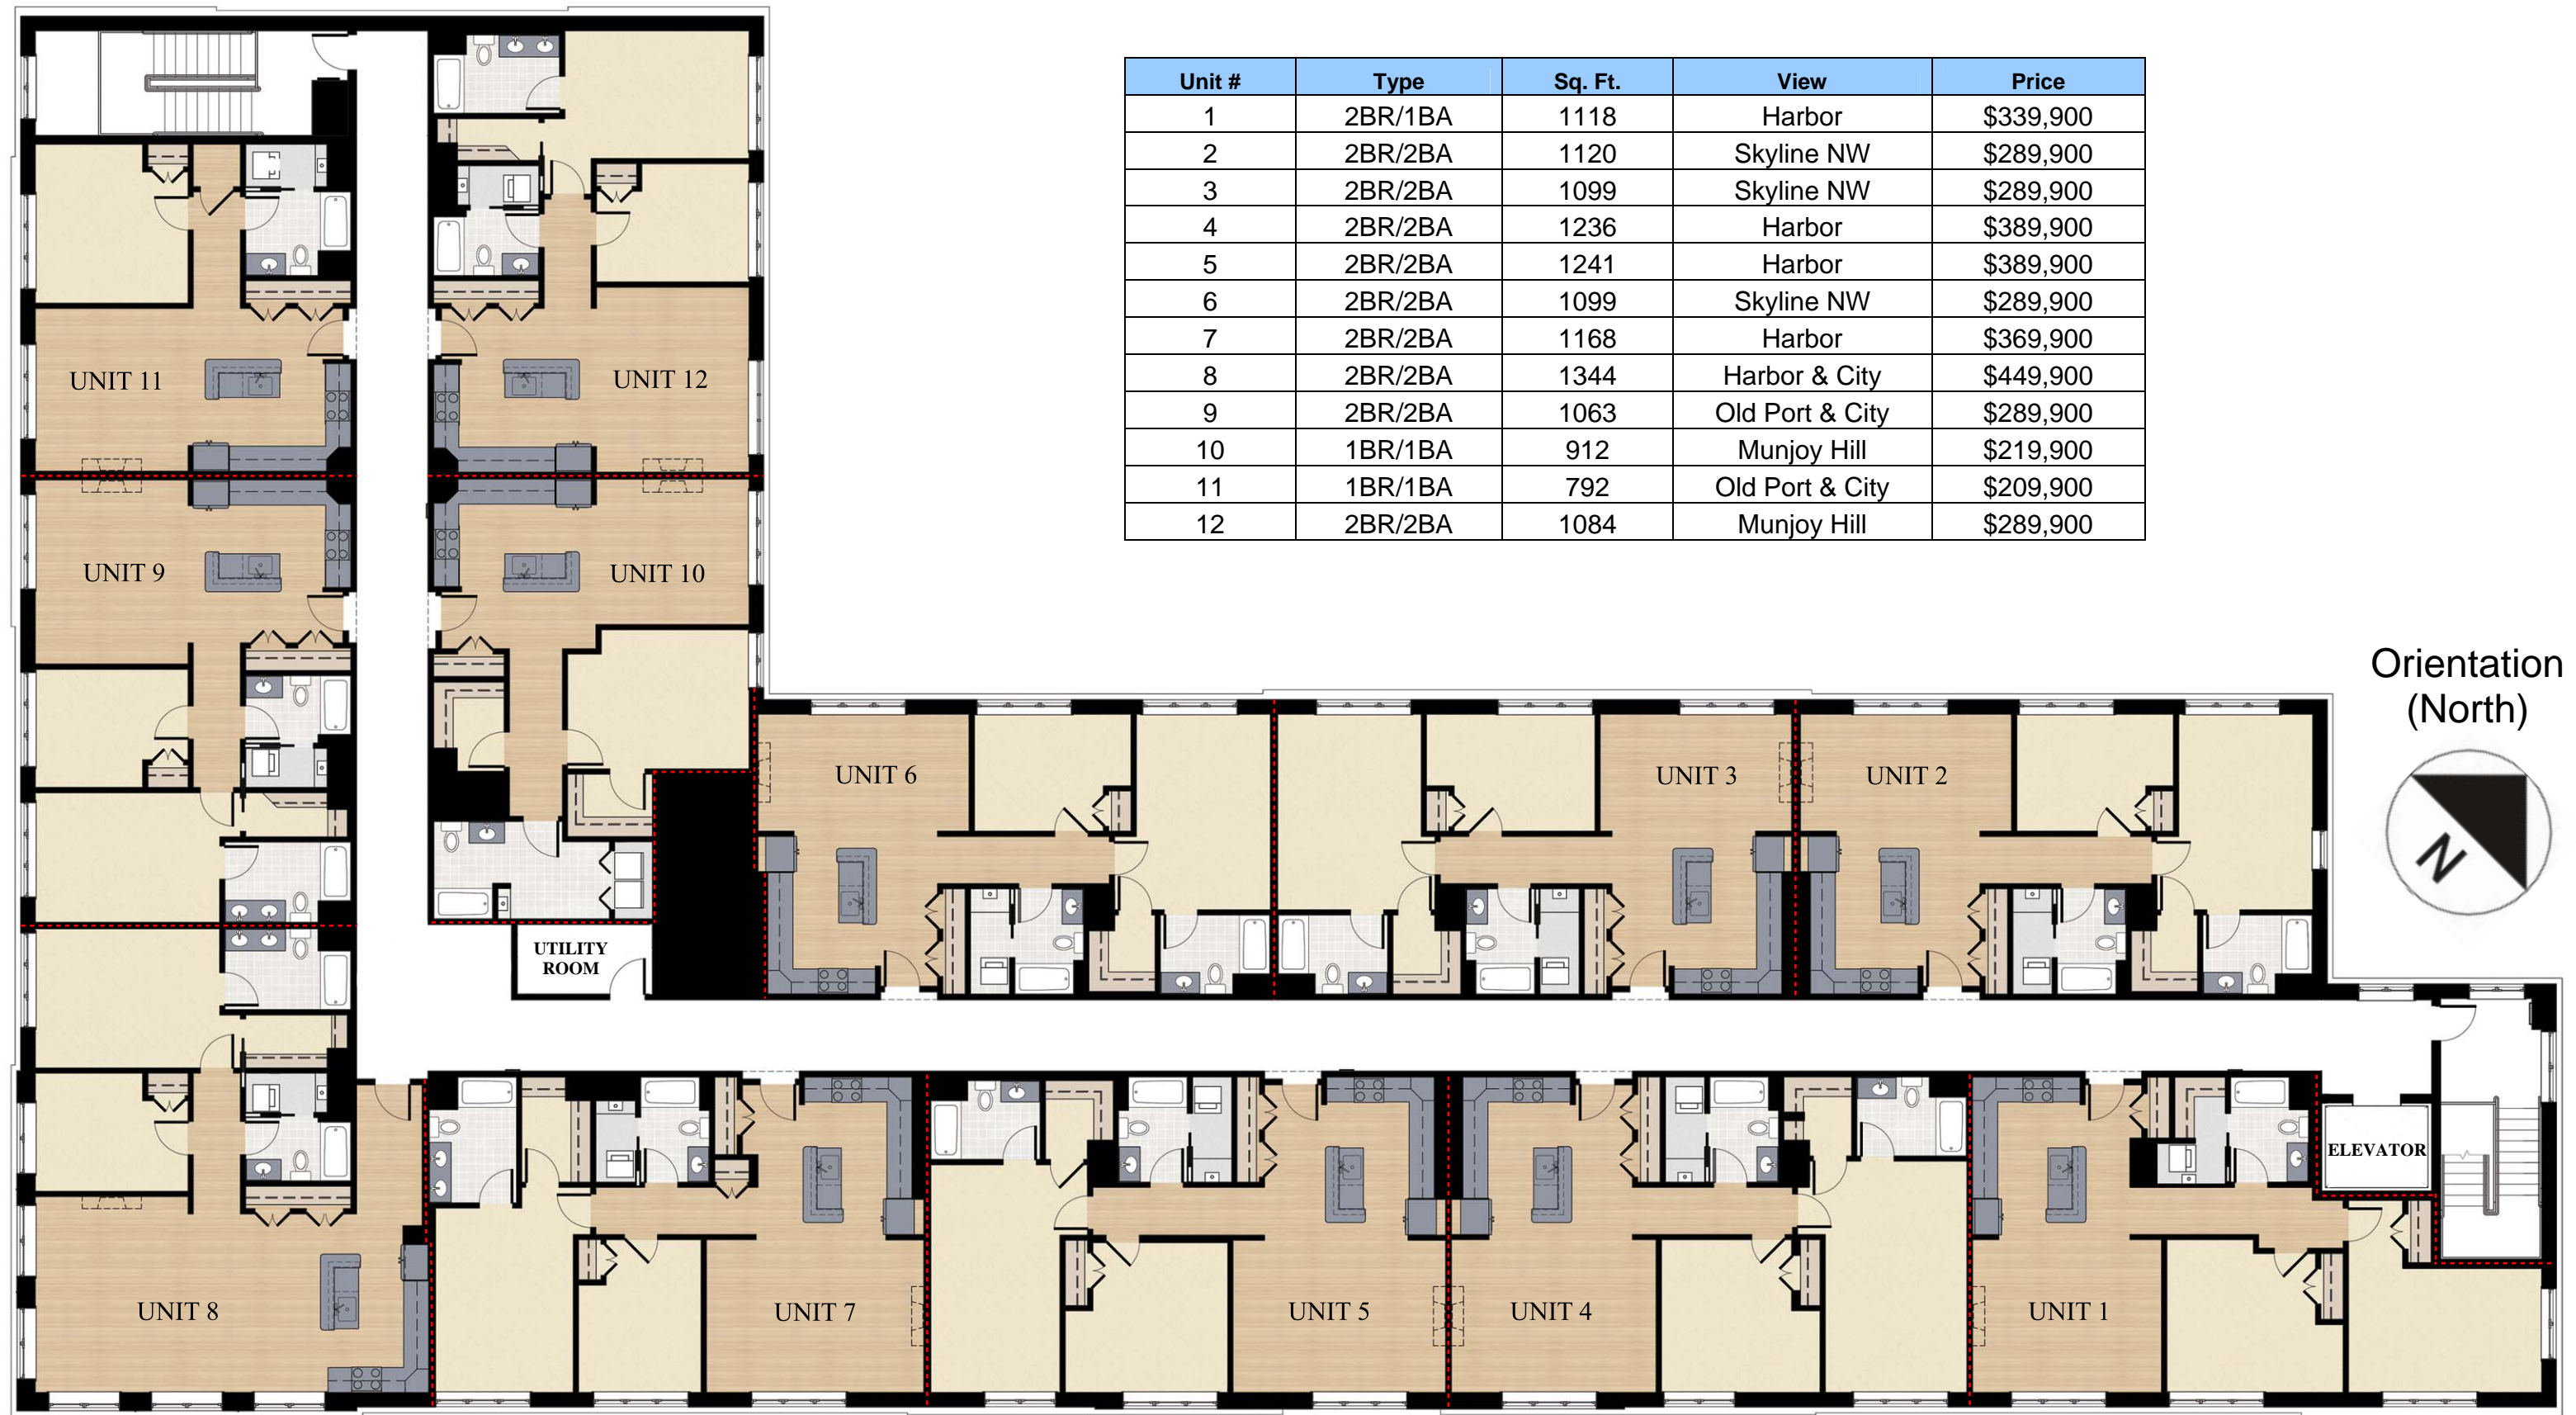 Unit # Type Sq. Ft. View Price
1 2BR/1BA 1118 Harbor $339,900
2 2BR/2BA 1120 Skyline NW $289,900
3 2BR/2BA 1099 Skyline NW $289,900
4 2BR/2BA 1236 Harbor $389,900
5 2BR/2BA 1241 Harbor $389,900
6 2BR/2BA 1099 Skyline NW $289,900
7 2BR/2BA 1168 Harbor $369,900
8 2BR/2BA 1344 Harbor & City $449,900
9 2BR/2BA 1063 Old Port & City $289,900
10 1BR/1BA 912 Munjoy Hill $219,900
11 1BR/1BA 792 Old Port & City $209,900
12 2BR/2BA 1084 Munjoy Hill $289,900
UNIT 11
UNIT 12
UNIT 9
UNIT 10
Orientation
(North)
N
UNIT 6
UNIT 3
UNIT 2
UTILITY
ROOM
ELEVATOR
UNIT 8
UNIT 7
UNIT 5
UNIT 4
UNIT 1